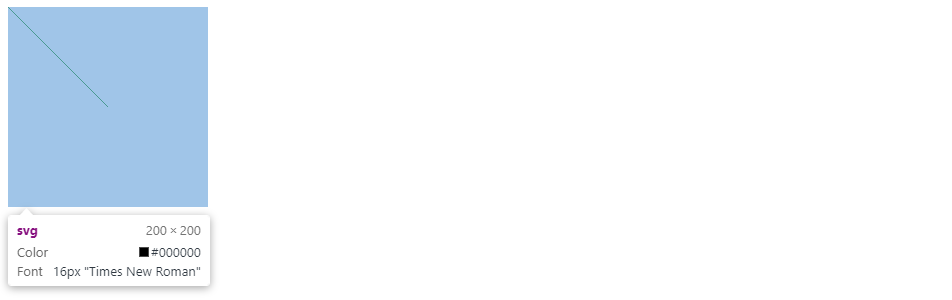 svg 200 × 200
Color #000000
Font 16px "Times New Roman"